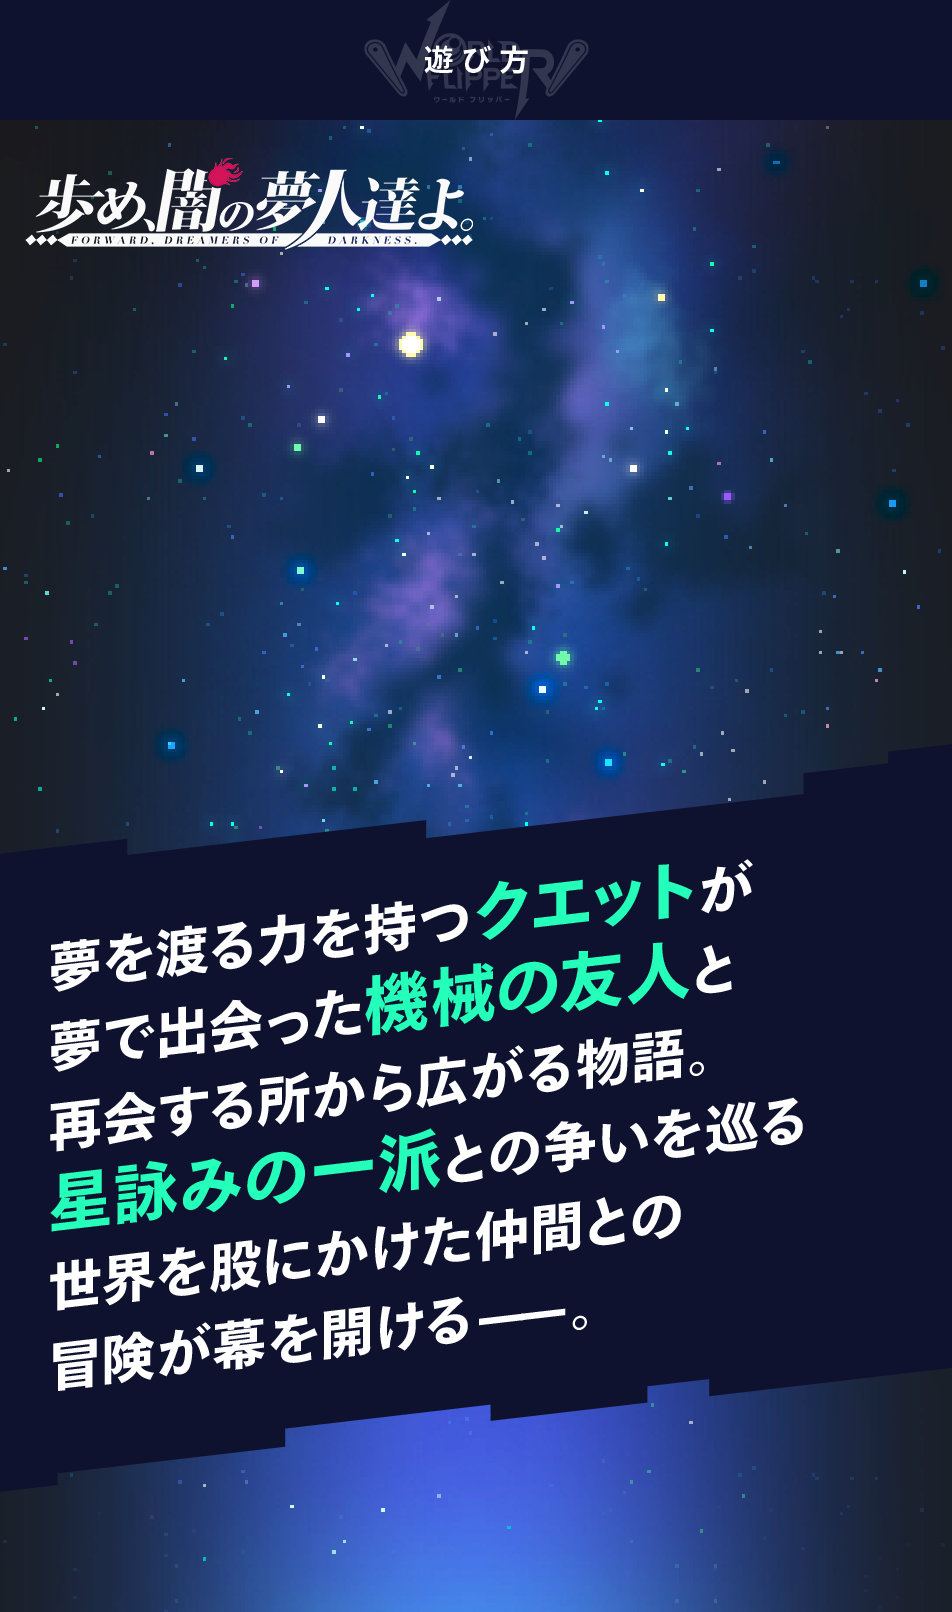 WORLD FLIPPER
ワールド フリッパー
遊び方
歩め、闇の夢人達よ。
FORWARD, DREAMERS OF DARKNESS.
夢を渡る力を持つクエットが
夢で出会った機械の友人と
再会する所から広がる物語。
星詠みの一派との争いを巡る
世界を股にかけた仲間との
冒険が幕を開ける――。